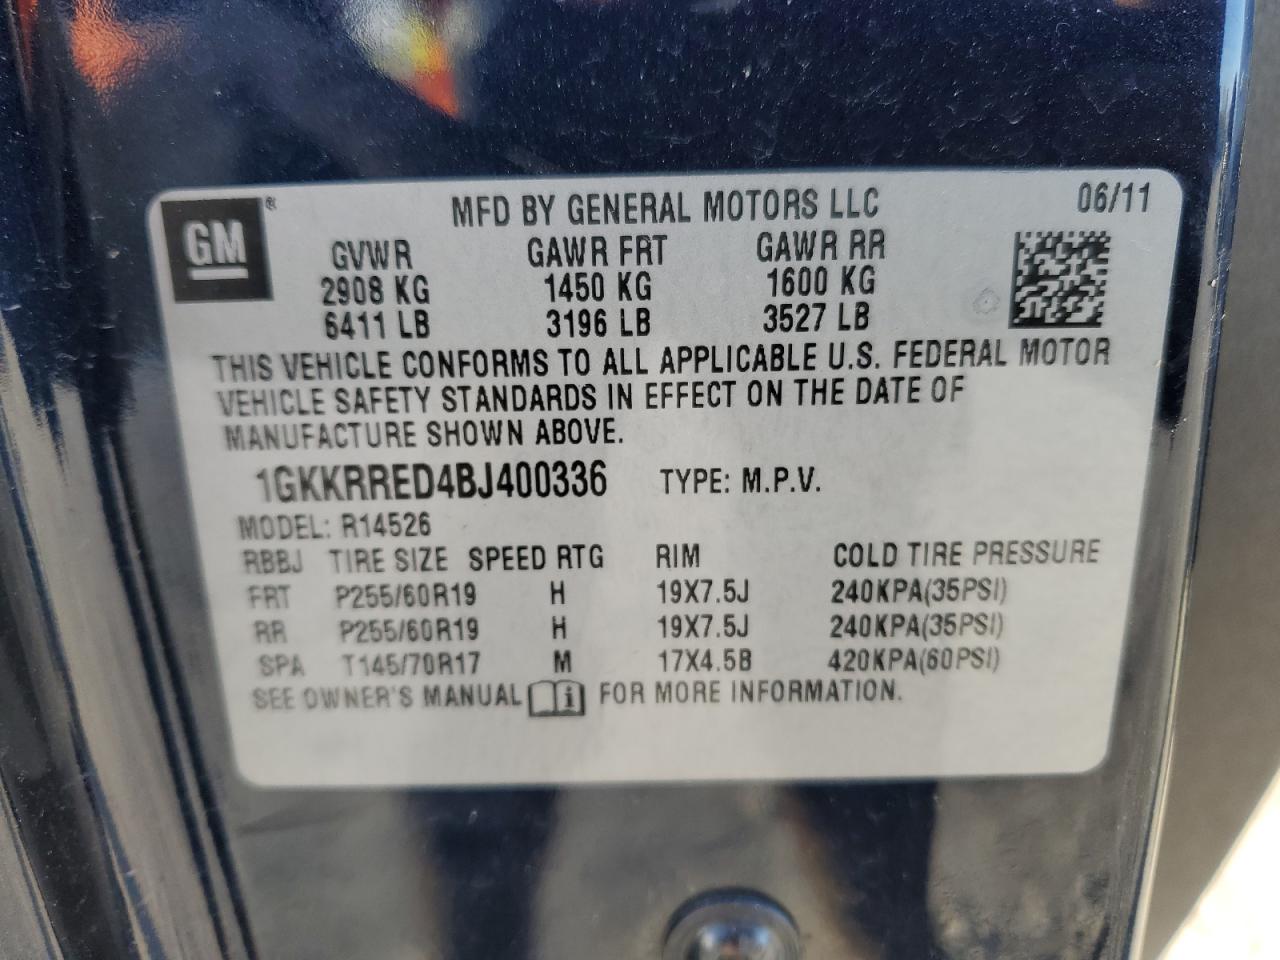 GM®
MFD BY GENERAL MOTORS LLC 06/11
GVWR GAWR FRT GAWR RR
2908 KG 1450 KG 1600 KG
6411 LB 3196 LB 3527 LB
THIS VEHICLE CONFORMS TO ALL APPLICABLE U.S. FEDERAL MOTOR
VEHICLE SAFETY STANDARDS IN EFFECT ON THE DATE OF
MANUFACTURE SHOWN ABOVE.
1GKKRRED4BJ400336 TYPE: M.P.V.
MODEL: R14526
RBBJ TIRE SIZE SPEED RTG RIM COLD TIRE PRESSURE
FRT P255/60R19 H 19X7.5J 240KPA(35PSI)
RR P255/60R19 H 19X7.5J 240KPA(35PSI)
SPA T145/70R17 M 17X4.5B 420KPA(60PSI)
SEE OWNER'S MANUAL i FOR MORE INFORMATION.